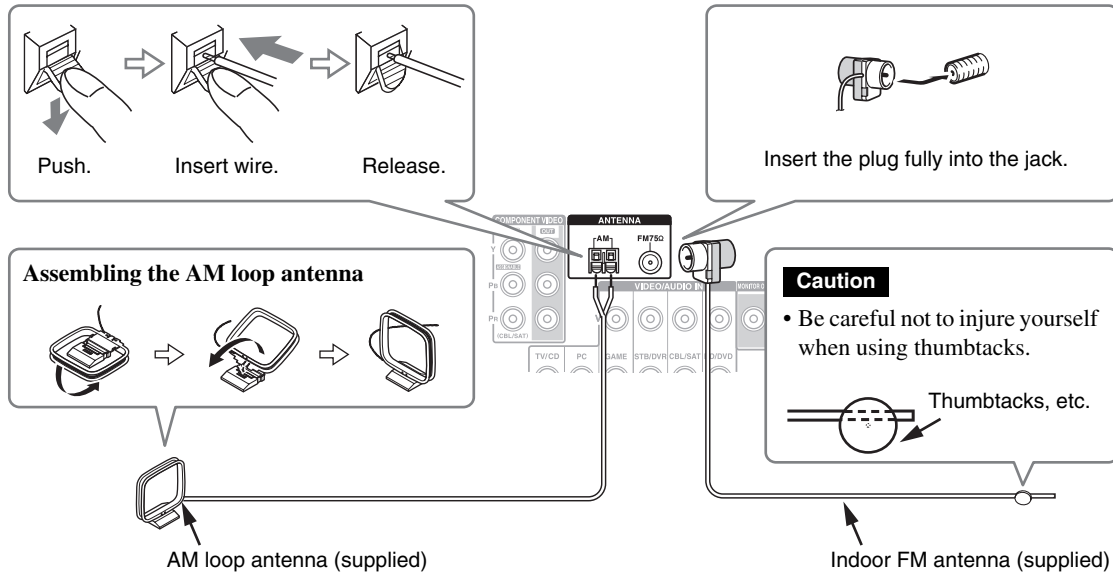 Push.
Insert wire.
Release.
Insert the plug fully into the jack.
COMPONENT VIDEO
OUT
Y
PB
PR
(CBL/SAT)
ANTENNA
AM
FM75Ω
VIDEO/AUDIO IN
MONITOR O
V
TV/CD
PC
GAME
STB/DVR
CBL/SAT
BD/DVD
Assembling the AM loop antenna
Caution
• Be careful not to injure yourself
when using thumbtacks.
Thumbtacks, etc.
AM loop antenna (supplied)
Indoor FM antenna (supplied)